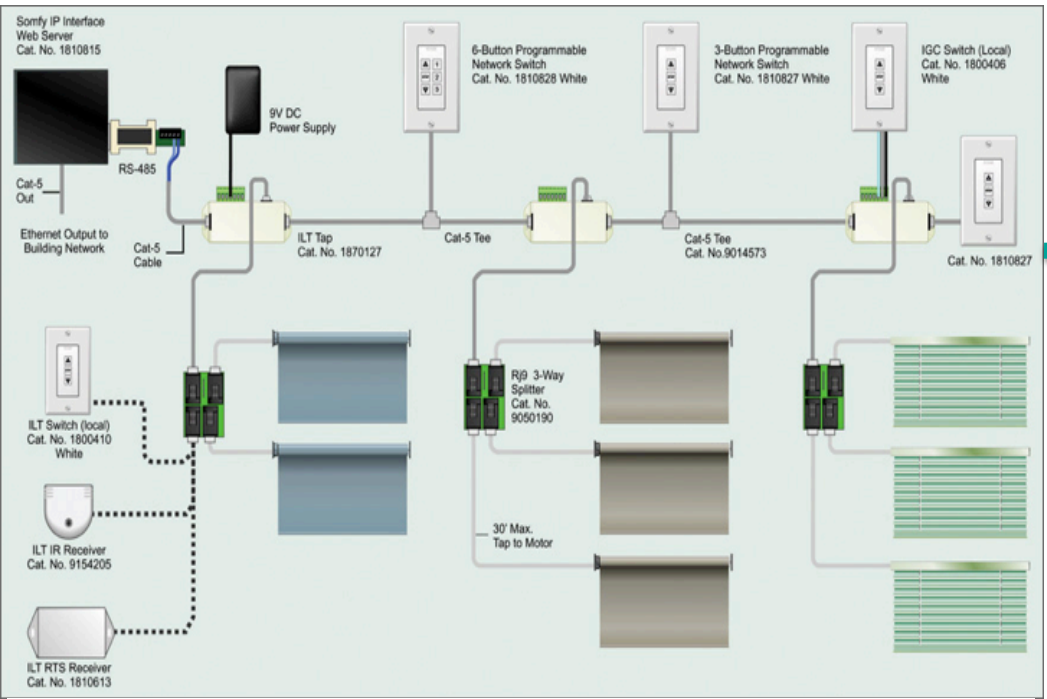 Somfy IP Interface
Web Server
Cat. No. 1810815
6-Button Programmable
Network Switch
Cat. No. 1810828 White
3-Button Programmable
Network Switch
Cat. No. 1810827 White
IGC Switch (Local)
Cat. No. 1800406
White
9V DC
Power Supply
1
2
3
RS-485
Cat-5
Out
Ethernet Output to
Building Network
Cat-5
Cable
ILT Tap
Cat. No. 1870127
Cat-5 Tee
Cat-5 Tee
Cat. No.9014573
Cat. No. 1810827
Rj9 3-Way
Splitter
Cat. No.
9050190
ILT Switch (local)
Cat. No. 1800410
White
30' Max.
Tap to Motor
ILT IR Receiver
Cat. No. 9154205
ILT RTS Receiver
Cat. No. 1810613